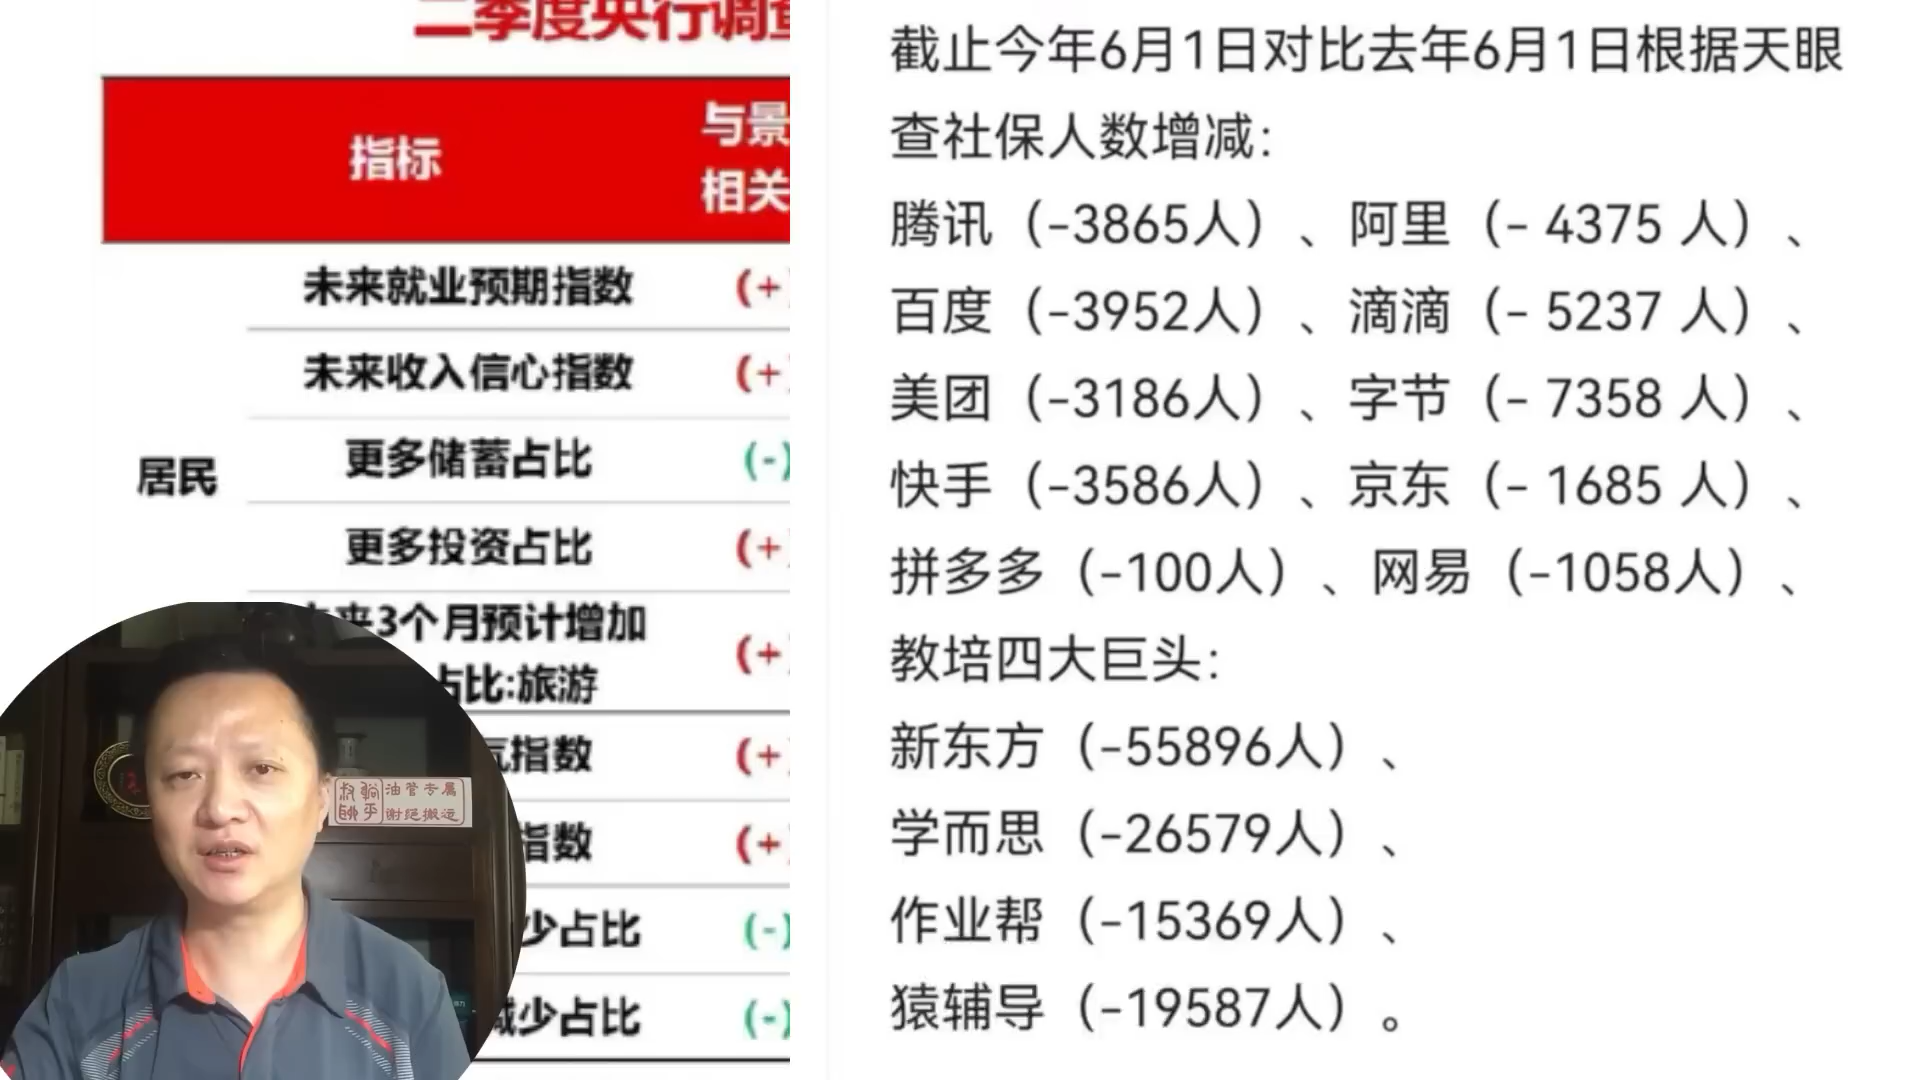 二季度央行调查
指标
与景
相关
未来就业预期指数
(+)
未来收入信心指数
(+)
更多储蓄占比
(-)
居民
更多投资占比
(+)
来3个月预计增加
占比:旅游
(+)
指数
(+)
指数
(+)
少占比
(-)
减少占比
(-)
油管专属
谢绝搬运
截止今年6月1日对比去年6月1日根据天眼
查社保人数增减:
腾讯（-3865人）、阿里（- 4375 人）、
百度（-3952人）、滴滴（- 5237 人）、
美团（-3186人）、字节（- 7358 人）、
快手（-3586人）、京东（- 1685 人）、
拼多多（-100人）、网易（-1058人）、
教培四大巨头:
新东方（-55896人）、
学而思（-26579人）、
作业帮（-15369人）、
猿辅导（-19587人）。